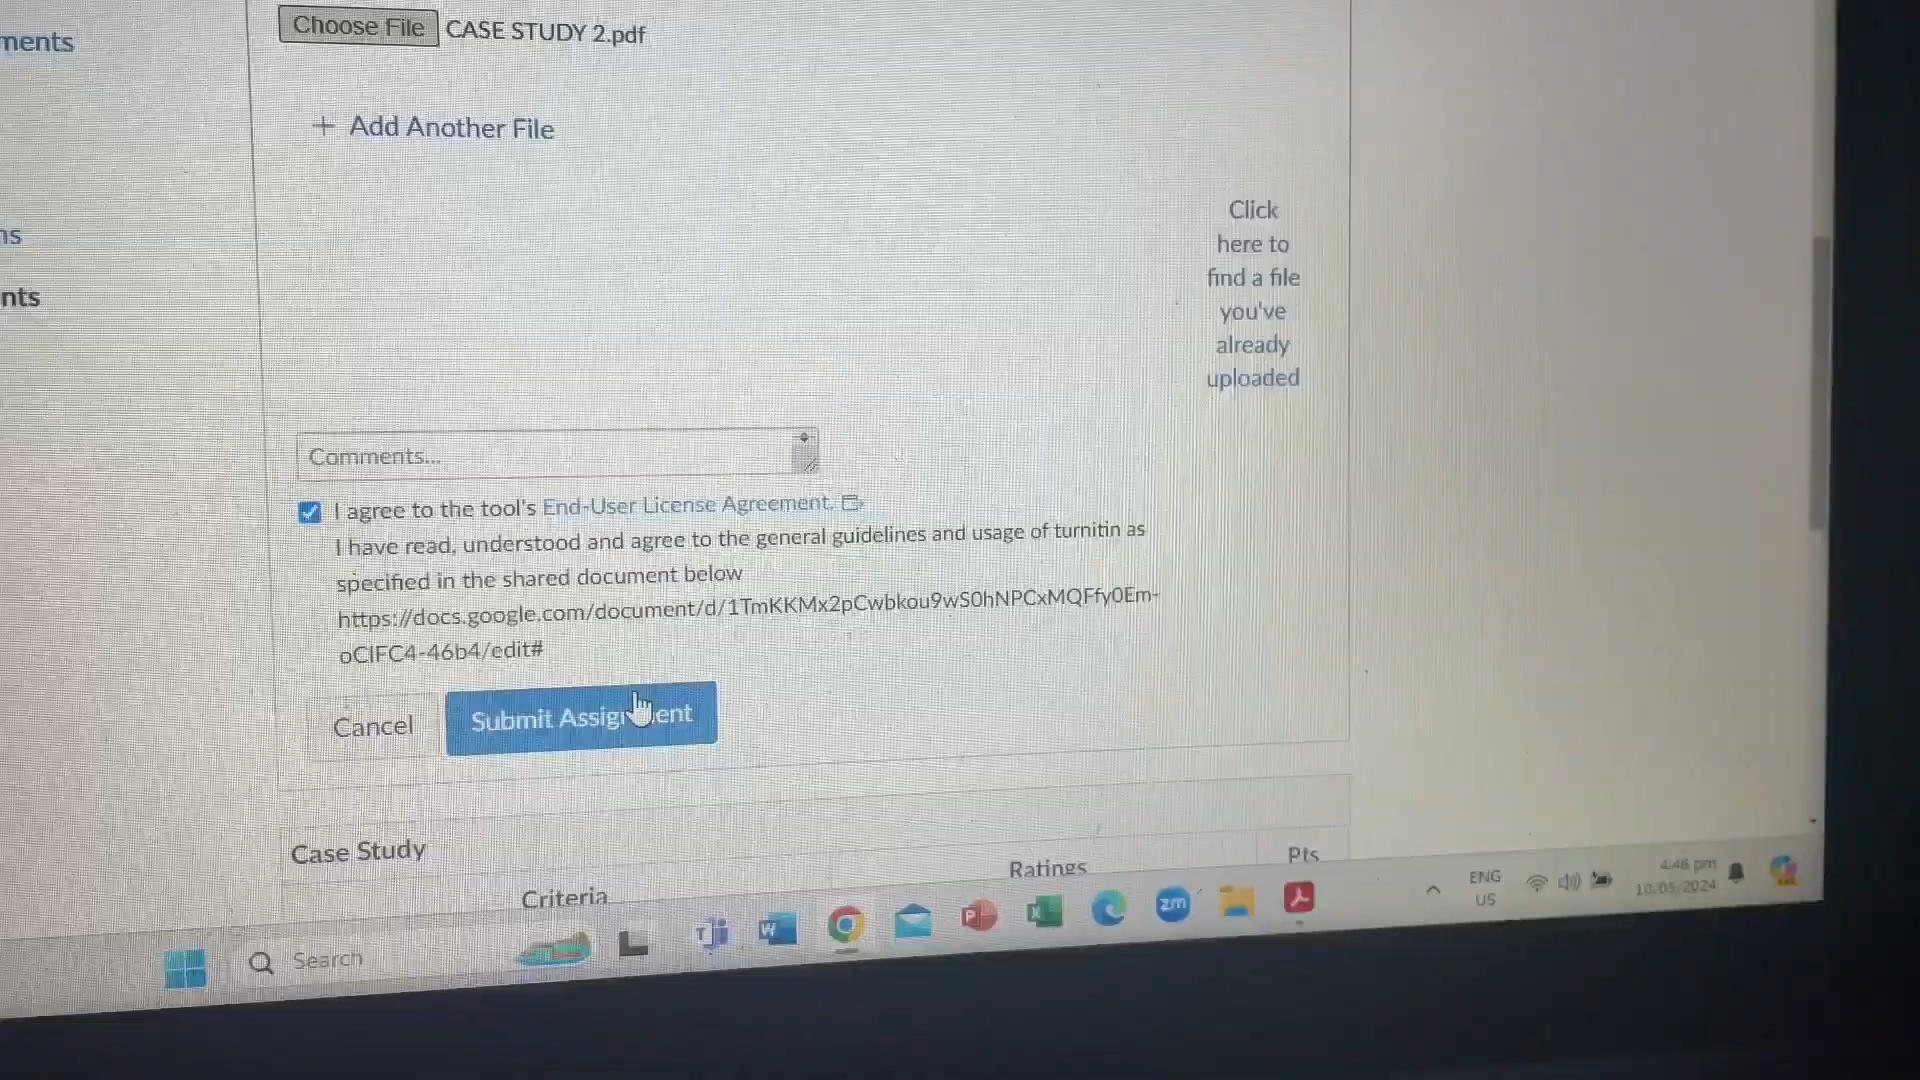 ments
Choose File CASE STUDY 2.pdf
+ Add Another File
ns
nts
Click
here to
find a file
you've
already
uploaded
Comments...
I agree to the tool's End-User License Agreement.
I have read, understood and agree to the general guidelines and usage of turnitin as
specified in the shared document below
https://docs.google.com/document/d/1TmKKMx2pCwbkou9wS0hNPCxMQFfy0Em-
oCIFC4-46b4/edit#
Cancel
Submit Assignment
Case Study
Criteria
Ratings
Pts
Search
zm
ENG
US
4:46 pm
10/05/2024